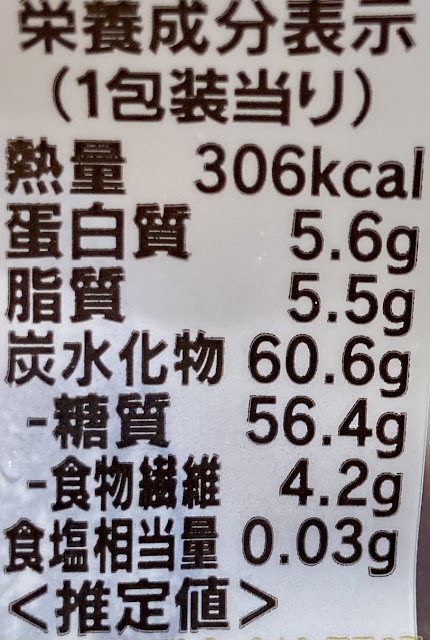 栄養成分表示
(1包装当り)
熱量 306kcal
蛋白質 5.6g
脂質 5.5g
炭水化物 60.6g
-糖質 56.4g
-食物繊維 4.2g
食塩相当量 0.03g
<推定値>